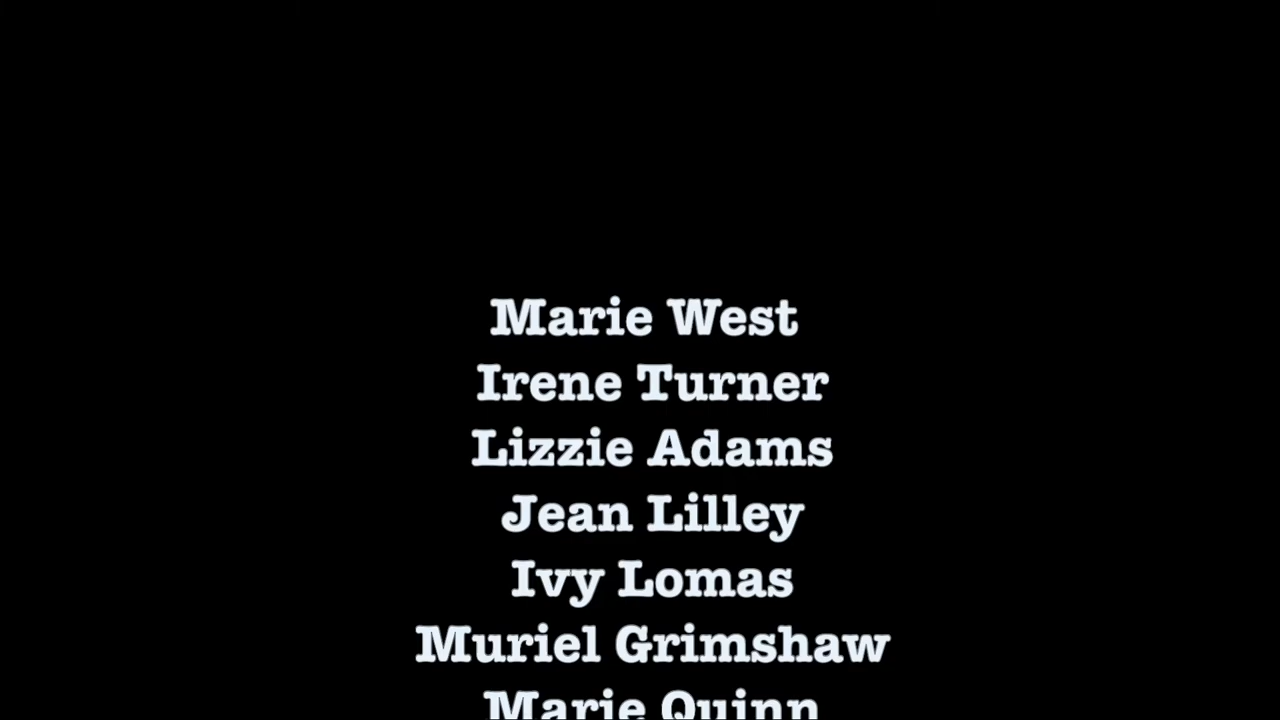 Marie West
Irene Turner
Lizzie Adams
Jean Lilley
Ivy Lomas
Muriel Grimshaw
Marie Quinn